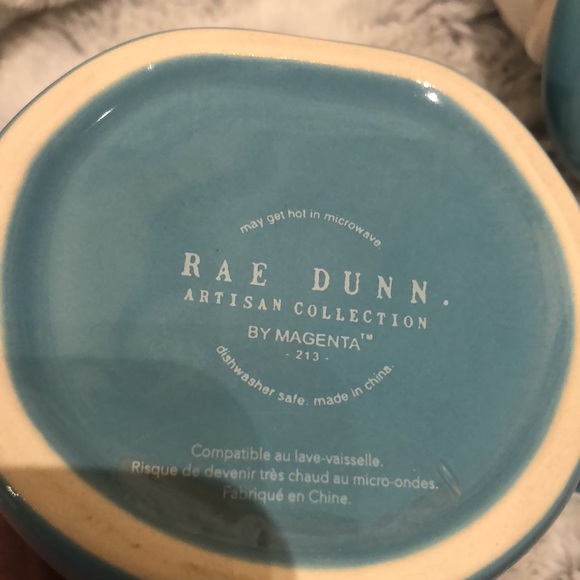 may get hot in microwave.
RAE DUNN.
ARTISAN COLLECTION
BY MAGENTA™
- 213 -
dishwasher safe. made in china.
Compatible au lave-vaisselle.
Risque de devenir très chaud au micro-ondes.
Fabriqué en Chine.